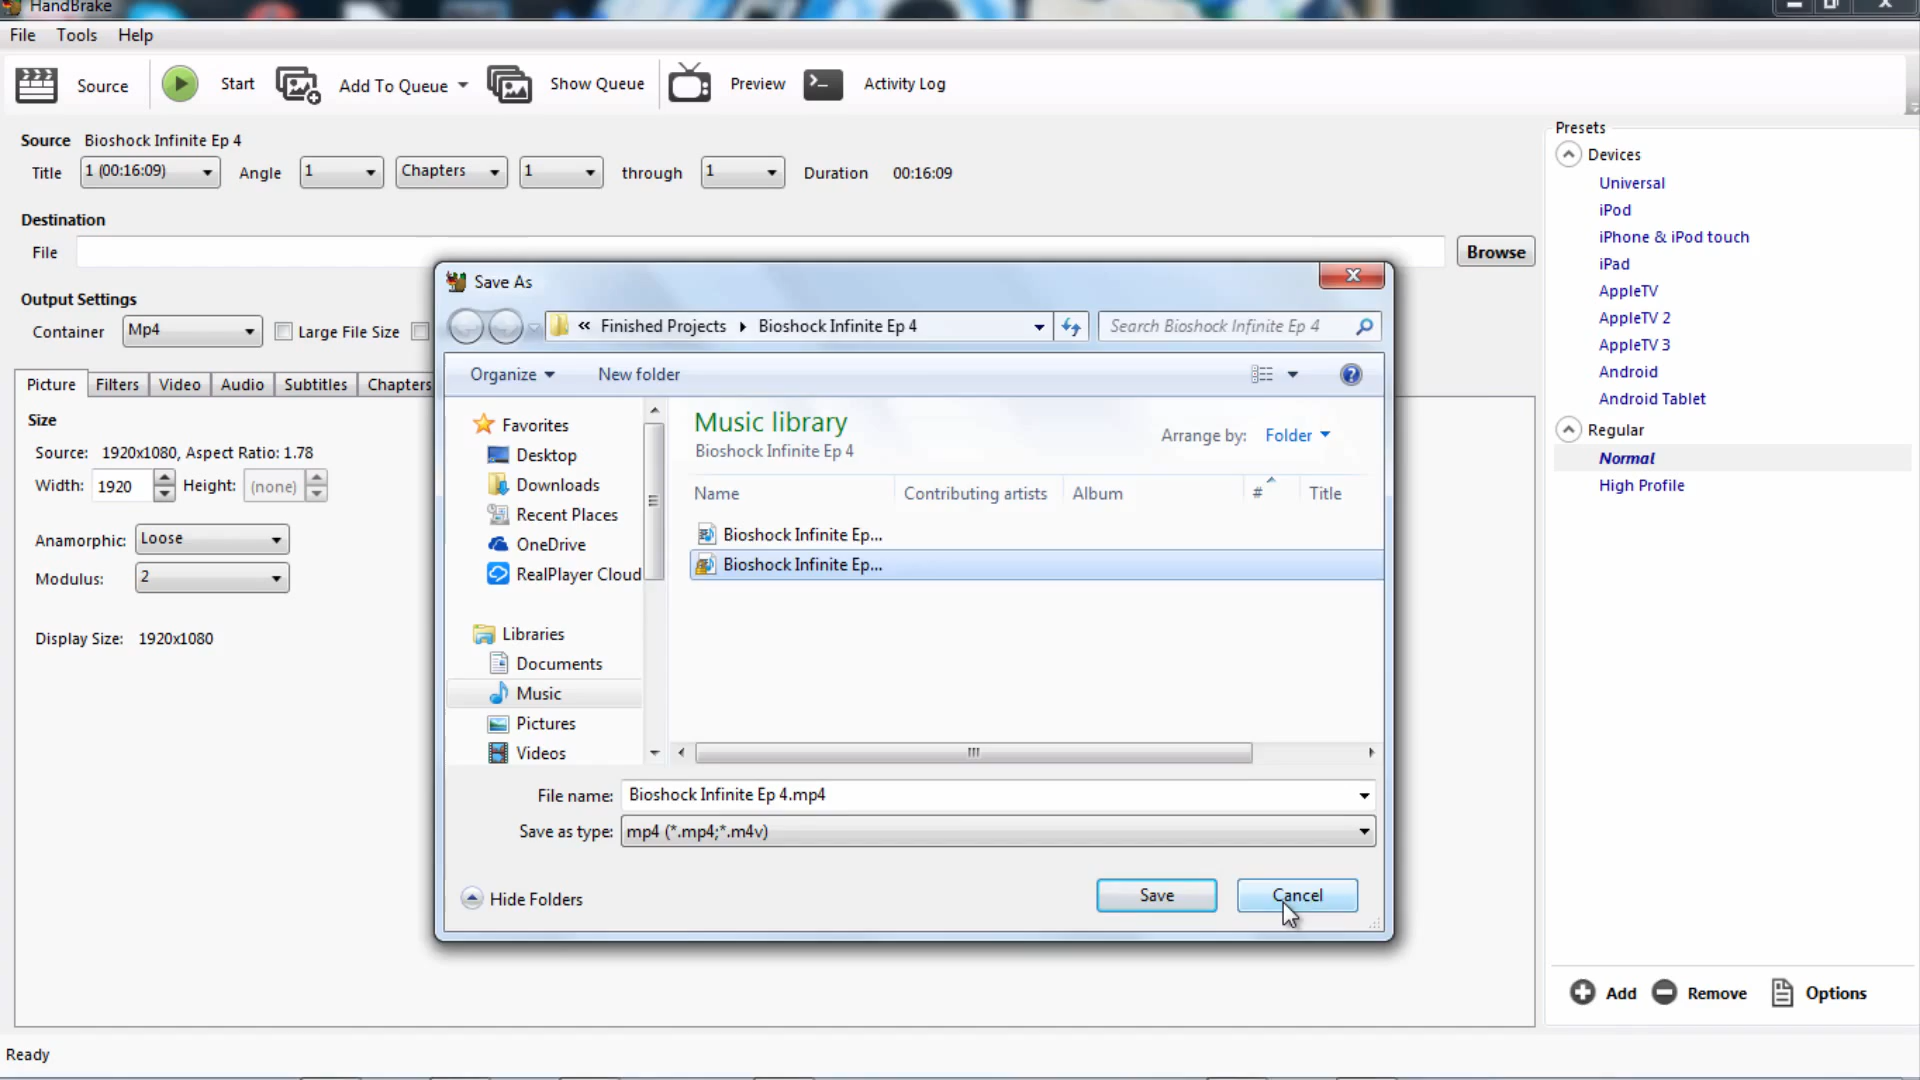 HandBrake
File Tools Help
Source Start Add To Queue Show Queue Preview Activity Log
Source Bioshock Infinite Ep 4
Title 1 (00:16:09) Angle 1 Chapters 1 through 1 Duration 00:16:09
Destination
File Browse
Output Settings
Container Mp4 Large File Size
Picture Filters Video Audio Subtitles Chapters
Size
Source: 1920x1080, Aspect Ratio: 1.78
Width: 1920 Height: (none)
Anamorphic: Loose
Modulus: 2
Display Size: 1920x1080
Save As
« Finished Projects Bioshock Infinite Ep 4 Search Bioshock Infinite Ep 4
Organize New folder
Favorites
Desktop
Downloads
Recent Places
OneDrive
RealPlayer Cloud
Libraries
Documents
Music
Pictures
Videos
Music library
Bioshock Infinite Ep 4
Arrange by: Folder
Name Contributing artists Album # Title
Bioshock Infinite Ep...
Bioshock Infinite Ep...
File name: Bioshock Infinite Ep 4.mp4
Save as type: mp4 (*.mp4;*.m4v)
Hide Folders Save Cancel
Presets
Devices
Universal
iPod
iPhone & iPod touch
iPad
AppleTV
AppleTV 2
AppleTV 3
Android
Android Tablet
Regular
Normal
High Profile
Add Remove Options
Ready